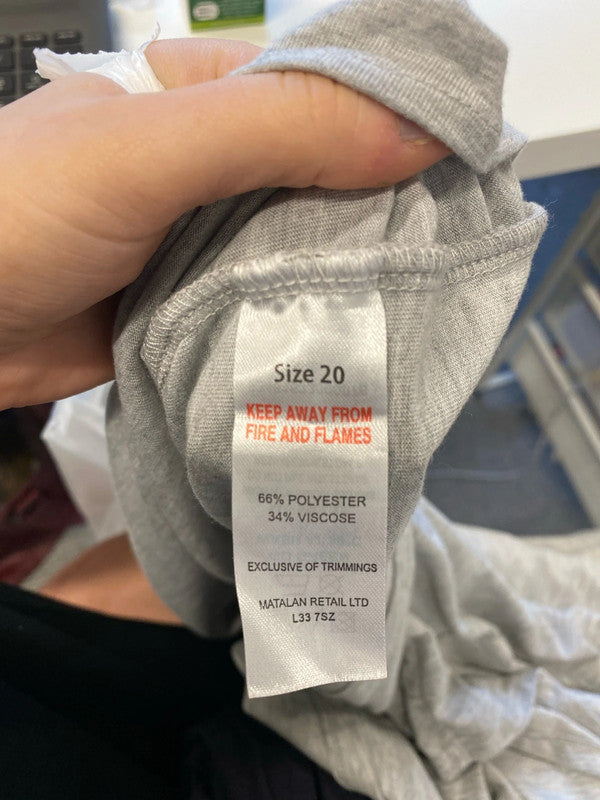 Size 20
KEEP AWAY FROM
FIRE AND FLAMES
66% POLYESTER
34% VISCOSE
EXCLUSIVE OF TRIMMINGS
MATALAN RETAIL LTD
L33 7SZ